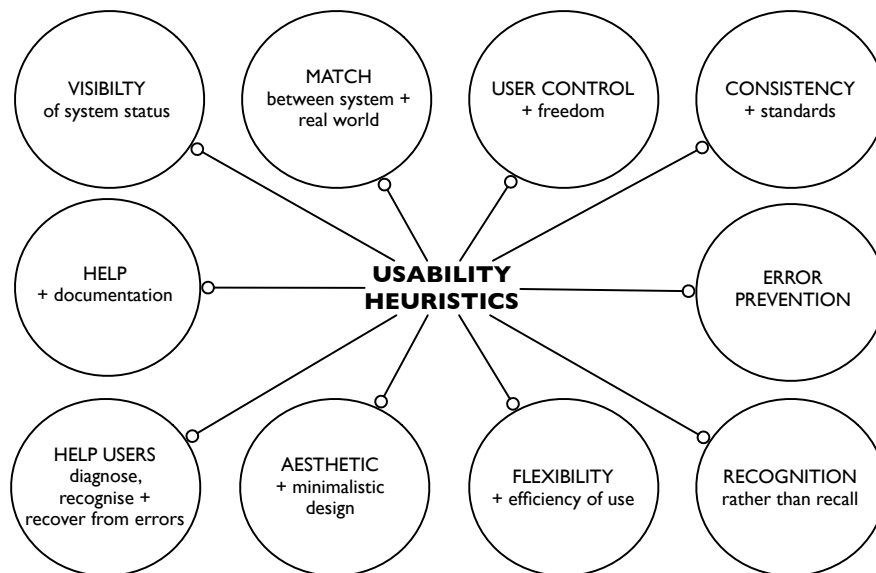 VISIBILTY
of system status
MATCH
between system +
real world
USER CONTROL
+ freedom
CONSISTENCY
+ standards
HELP
+ documentation
USABILITY
HEURISTICS
ERROR
PREVENTION
HELP USERS
diagnose,
recognise +
recover from errors
AESTHETIC
+ minimalistic
design
FLEXIBILITY
+ efficiency of use
RECOGNITION
rather than recall